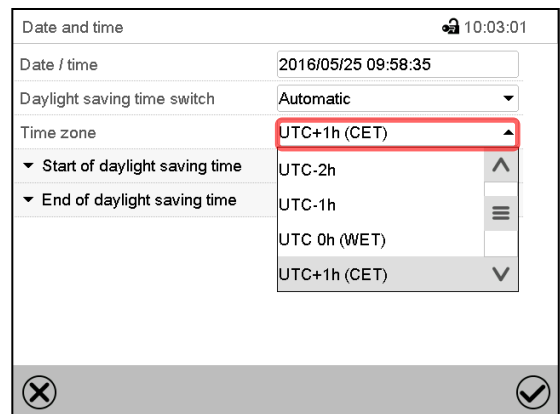 Date and time 10:03:01
Date / time 2016/05/25 09:58:35
Daylight saving time switch Automatic
Time zone UTC+1h (CET)
Start of daylight saving time UTC-2h
UTC-1h
End of daylight saving time
UTC 0h (WET)
UTC+1h (CET)